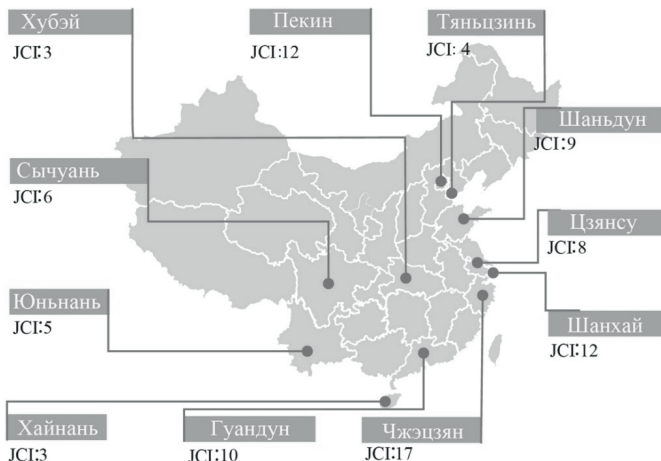 Хубэй
JCI:3
Пекин
JCI:12
Тяньцзинь
JCI: 4
Шаньдун
JCI:9
Сычуань
JCI:6
Цзянсу
JCI:8
Юньнань
JCI:5
Шанхай
JCI:12
Хайнань
JCI:3
Гуандун
JCI:10
Чжэцзян
JCI:17